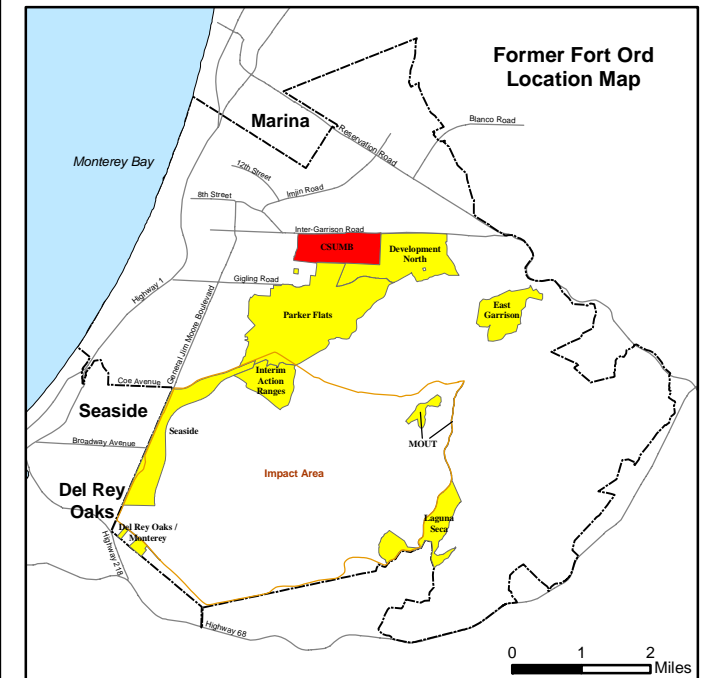 Former Fort Ord
Location Map
Marina
Blanco Road
Reservation Road
Monterey Bay
12th Street
Imjin Road
8th Street
Inter-Garrison Road
CSUMB
Development
North
Gigling Road
Highway 1
General Jim Moore Boulevard
East
Garrison
Parker Flats
Interim
Action
Ranges
Coe Avenue
Seaside
Seaside
Broadway Avenue
MOUT
Impact Area
Del Rey
Oaks
Del Rey Oaks /
Monterey
Laguna
Seca
Highway 218
Highway 68
0 1 2
Miles